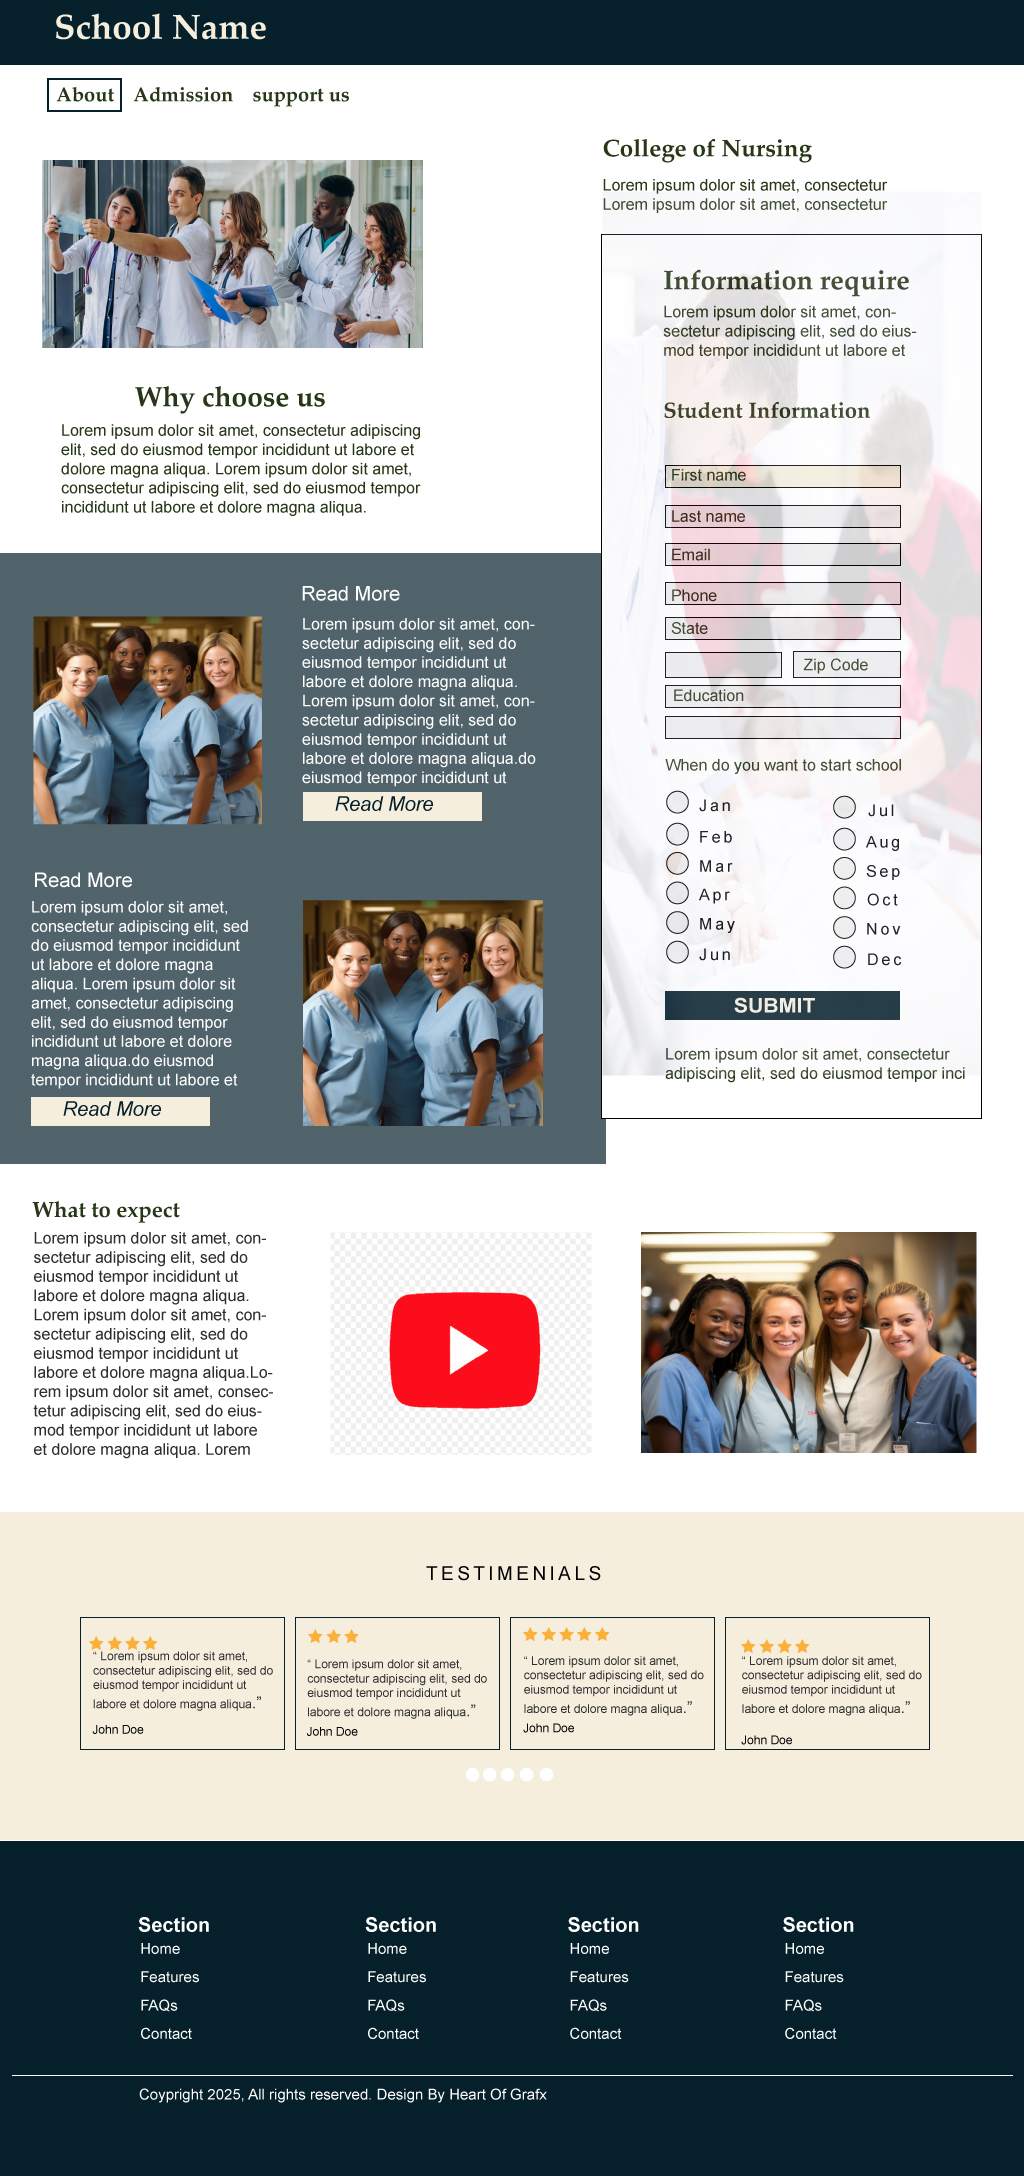 School Name
About Admission support us
College of Nursing
Lorem ipsum dolor sit amet, consectetur
Lorem ipsum dolor sit amet, consectetur
Why choose us
Lorem ipsum dolor sit amet, consectetur adipiscing
elit, sed do eiusmod tempor incididunt ut labore et
dolore magna aliqua. Lorem ipsum dolor sit amet,
consectetur adipiscing elit, sed do eiusmod tempor
incididunt ut labore et dolore magna aliqua.
Information require
Lorem ipsum dolor sit amet, con-
sectetur adipiscing elit, sed do eius-
mod tempor incididunt ut labore et
Student Information
First name
Last name
Email
Phone
State
Zip Code
Education
When do you want to start school
Jan
Feb
Mar
Apr
May
Jun
Jul
Aug
Sep
Oct
Nov
Dec
SUBMIT
Lorem ipsum dolor sit amet, consectetur
adipiscing elit, sed do eiusmod tempor inci
Read More
Lorem ipsum dolor sit amet, con-
sectetur adipiscing elit, sed do
eiusmod tempor incididunt ut
labore et dolore magna aliqua.
Lorem ipsum dolor sit amet, con-
sectetur adipiscing elit, sed do
eiusmod tempor incididunt ut
labore et dolore magna aliqua.do
eiusmod tempor incididunt ut
Read More
Read More
Lorem ipsum dolor sit amet,
consectetur adipiscing elit, sed
do eiusmod tempor incididunt
ut labore et dolore magna
aliqua. Lorem ipsum dolor sit
amet, consectetur adipiscing
elit, sed do eiusmod tempor
incididunt ut labore et dolore
magna aliqua.do eiusmod
tempor incididunt ut labore et
Read More
What to expect
Lorem ipsum dolor sit amet, con-
sectetur adipiscing elit, sed do
eiusmod tempor incididunt ut
labore et dolore magna aliqua.
Lorem ipsum dolor sit amet, con-
sectetur adipiscing elit, sed do
eiusmod tempor incididunt ut
labore et dolore magna aliqua.Lo-
rem ipsum dolor sit amet, consec-
tetur adipiscing elit, sed do eius-
mod tempor incididunt ut labore
et dolore magna aliqua. Lorem
TESTIMENIALS
“ Lorem ipsum dolor sit amet,
consectetur adipiscing elit, sed do
eiusmod tempor incididunt ut
labore et dolore magna aliqua.”
John Doe
“ Lorem ipsum dolor sit amet,
consectetur adipiscing elit, sed do
eiusmod tempor incididunt ut
labore et dolore magna aliqua.”
John Doe
“ Lorem ipsum dolor sit amet,
consectetur adipiscing elit, sed do
eiusmod tempor incididunt ut
labore et dolore magna aliqua.”
John Doe
“ Lorem ipsum dolor sit amet,
consectetur adipiscing elit, sed do
eiusmod tempor incididunt ut
labore et dolore magna aliqua.”
John Doe
Section
Home
Features
FAQs
Contact
Section
Home
Features
FAQs
Contact
Section
Home
Features
FAQs
Contact
Section
Home
Features
FAQs
Contact
Coypright 2025, All rights reserved. Design By Heart Of Grafx